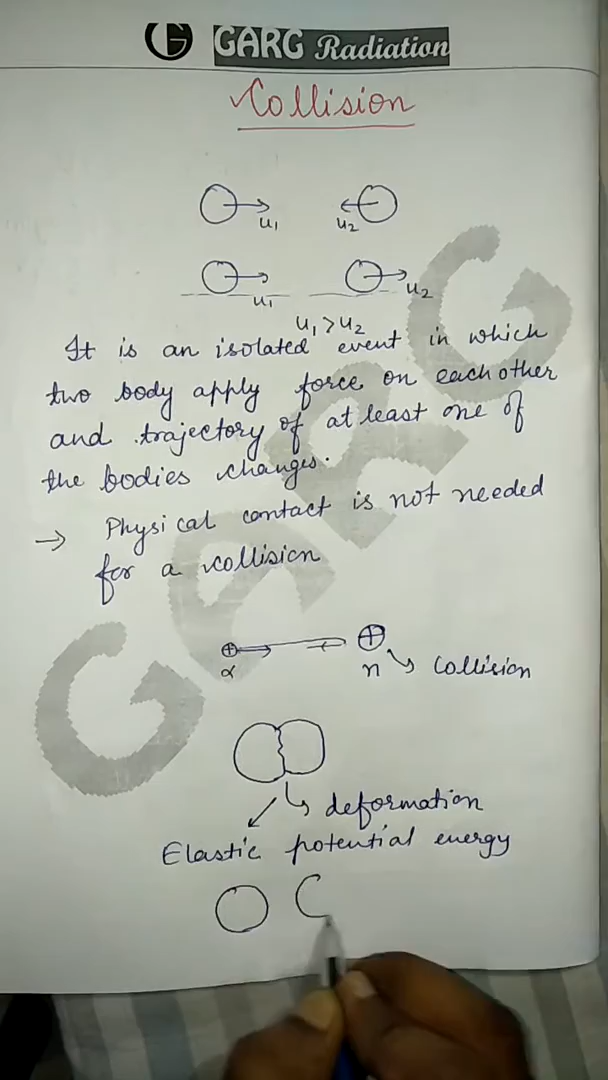 G GARG Radiation
Collision
u₁ u₂
u₁ u₂
u₁ > u₂
It is an isolated event in which
two body apply force on each other
and trajectory of at least one of
the bodies changes.
→ Physical contact is not needed
for a collision
⊕ ⊕
α n Collision
deformation
Elastic potential energy
GARG